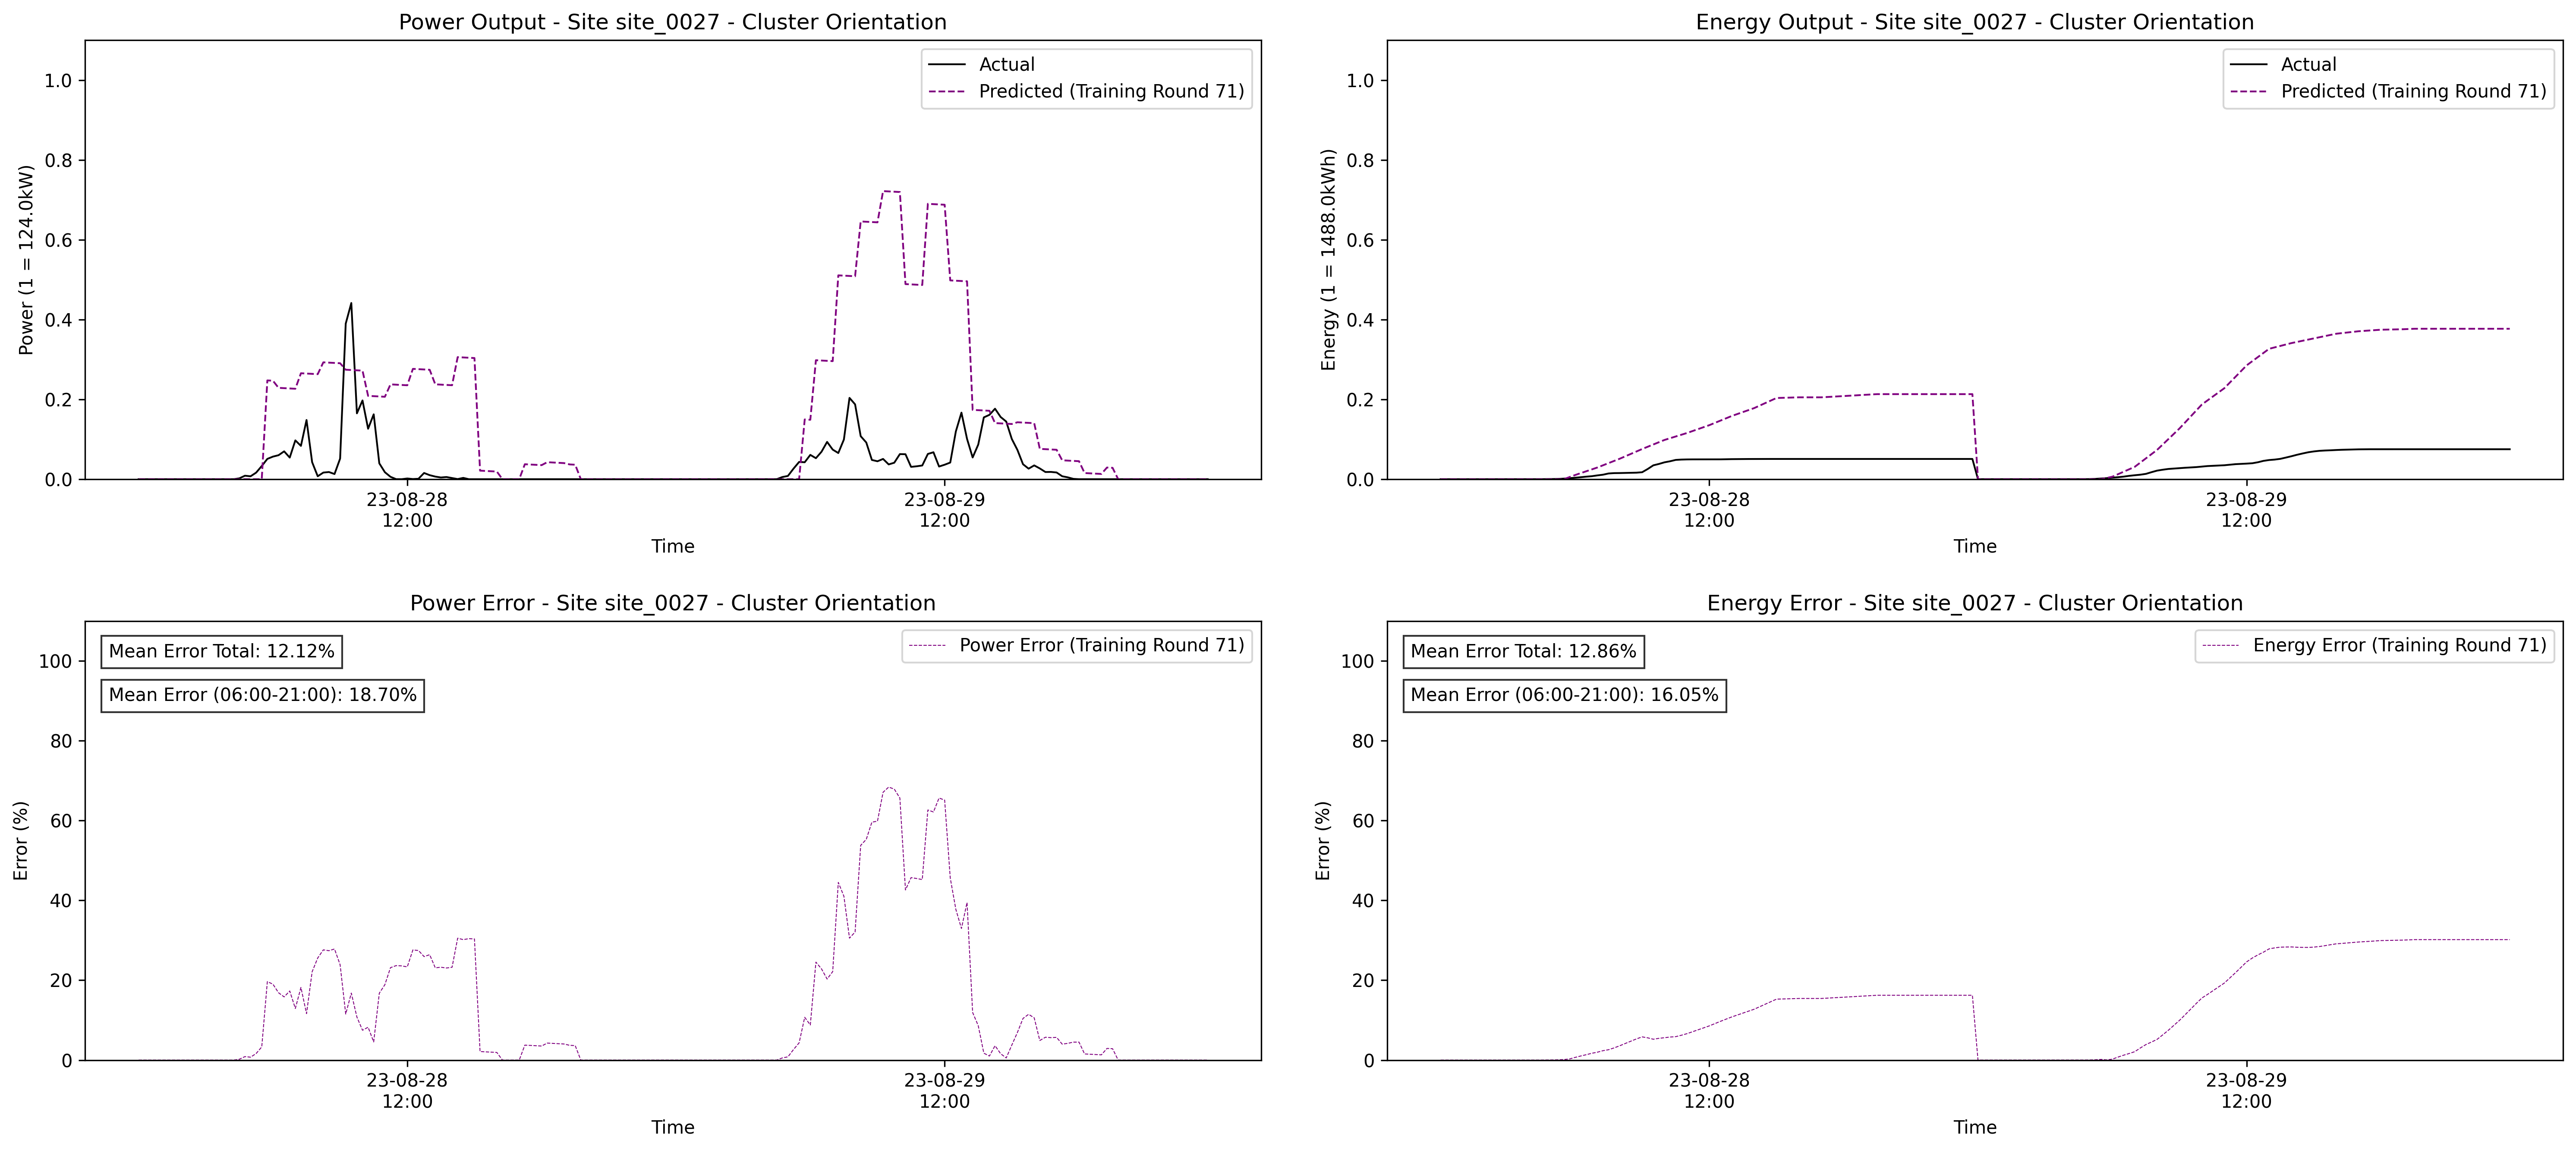 Power Output - Site site_0027 - Cluster Orientation
Power (1 = 124.0kW)
1.0
0.8
0.6
0.4
0.2
0.0
Actual
Predicted (Training Round 71)
23-08-28
12:00
23-08-29
12:00
Time
Energy Output - Site site_0027 - Cluster Orientation
Energy (1 = 1488.0kWh)
1.0
0.8
0.6
0.4
0.2
0.0
Actual
Predicted (Training Round 71)
23-08-28
12:00
23-08-29
12:00
Time
Power Error - Site site_0027 - Cluster Orientation
Error (%)
100
80
60
40
20
0
Mean Error Total: 12.12%
Mean Error (06:00-21:00): 18.70%
Power Error (Training Round 71)
23-08-28
12:00
23-08-29
12:00
Time
Energy Error - Site site_0027 - Cluster Orientation
Error (%)
100
80
60
40
20
0
Mean Error Total: 12.86%
Mean Error (06:00-21:00): 16.05%
Energy Error (Training Round 71)
23-08-28
12:00
23-08-29
12:00
Time